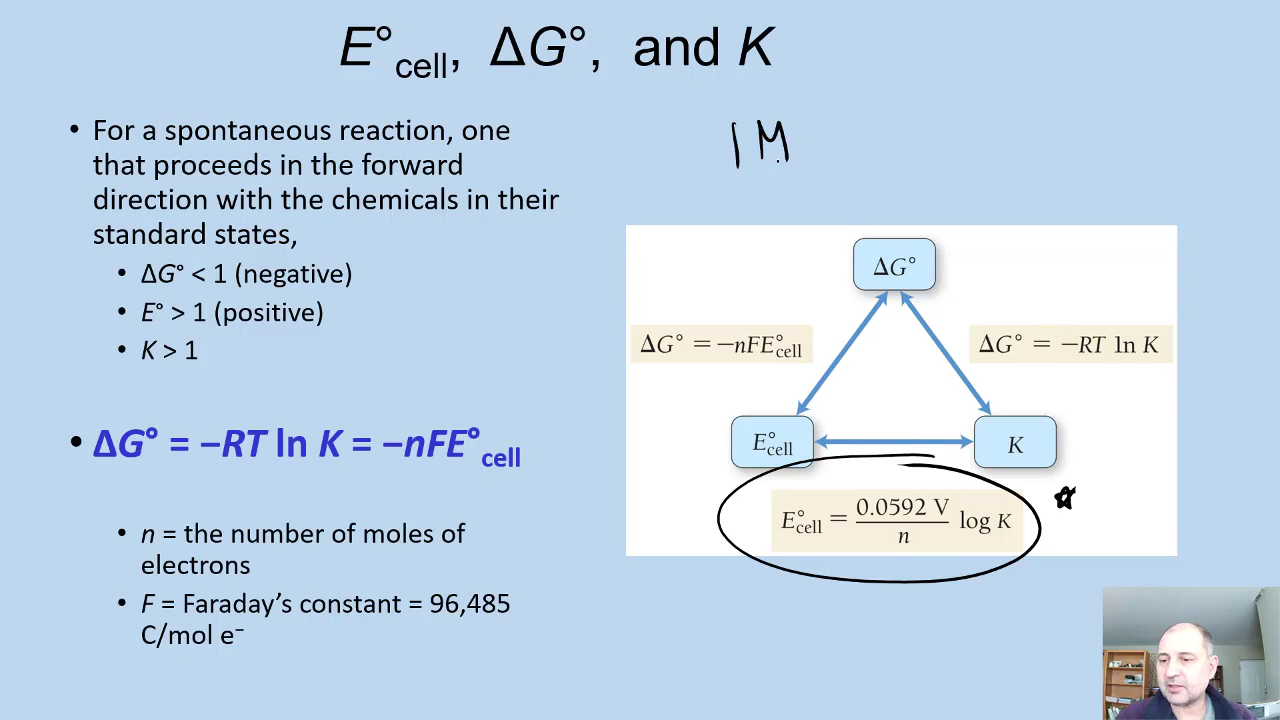 E°cell, ΔG°, and K
• For a spontaneous reaction, one
that proceeds in the forward
direction with the chemicals in their
standard states,
• ΔG° < 1 (negative)
• E° > 1 (positive)
• K > 1
• ΔG° = −RT ln K = −nFE°cell
• n = the number of moles of
electrons
• F = Faraday’s constant = 96,485
C/mol e−
1 M
ΔG°
ΔG° = −nFE°cell
ΔG° = −RT ln K
E°cell
K
E°cell = 0.0592 V / n log K